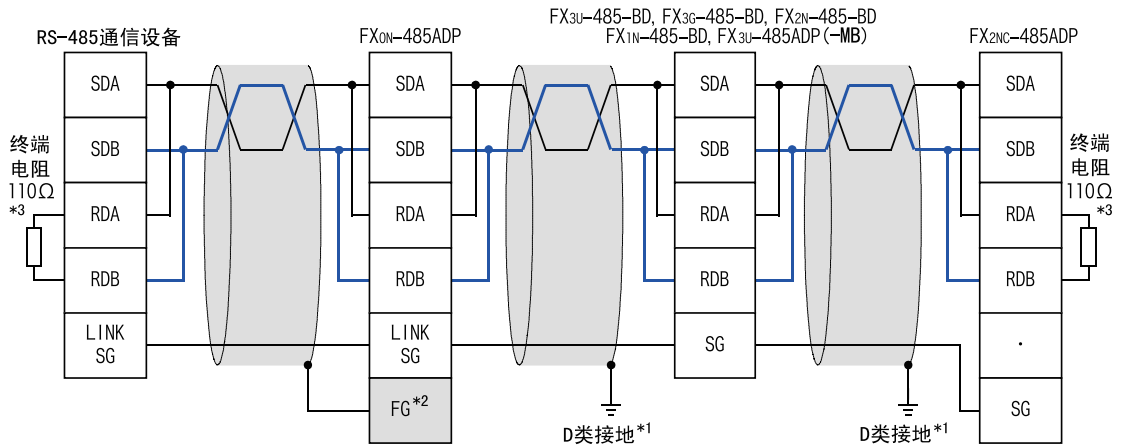 FX3U-485-BD, FX3G-485-BD, FX2N-485-BD
RS-485通信设备
FX0N-485ADP
FX1N-485-BD, FX3U-485ADP(-MB)
FX2NC-485ADP
SDA
SDA
SDA
SDA
SDB
SDB
SDB
SDB
终端
电阻
110Ω
*3
终端
电阻
110Ω
*3
RDA
RDA
RDA
RDA
RDB
RDB
RDB
RDB
LINK
SG
LINK
SG
SG
·
FG*2
SG
D类接地*1
D类接地*1